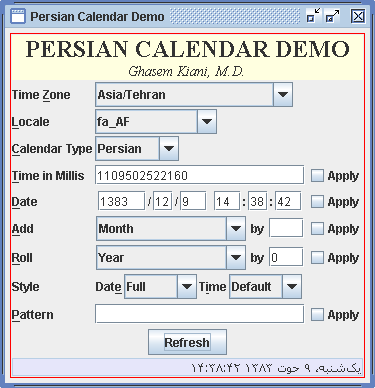 Persian Calendar Demo
PERSIAN CALENDAR DEMO
Ghasem Kiani, M.D.
Time Zone Asia/Tehran
Locale fa_AF
Calendar Type Persian
Time in Millis 1109502522160 Apply
Date 1383 / 12 / 9 14 : 38 : 42 Apply
Add Month by Apply
Roll Year by 0 Apply
Style Date Full Time Default
Pattern Apply
Refresh
یکشنبه، ۹ حوت ۱۳۸۳ ۱۴:۳۸:۴۲